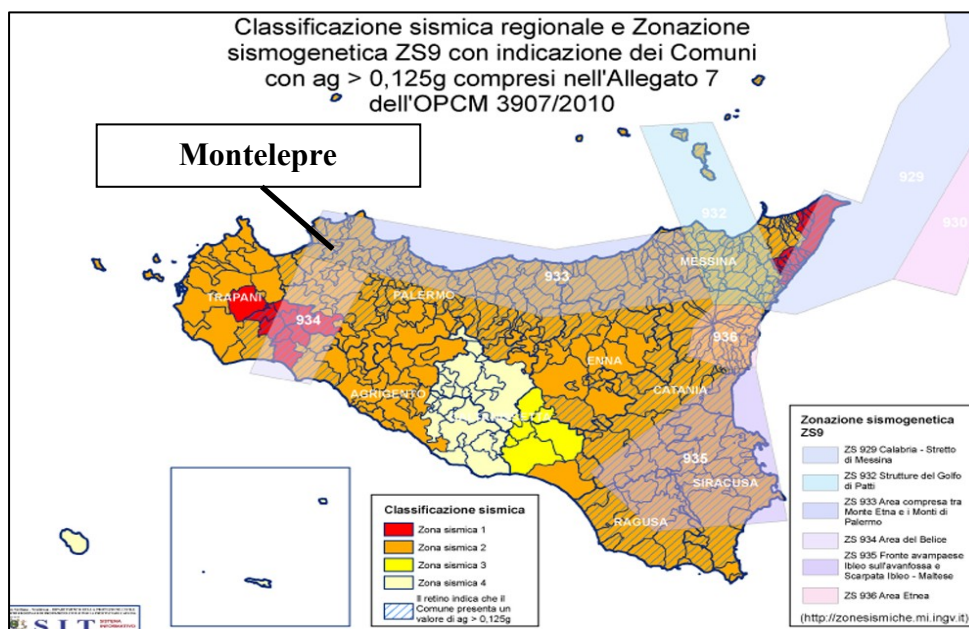 Classificazione sismica regionale e Zonazione
sismogenetica ZS9 con indicazione dei Comuni
con ag > 0,125g compresi nell'Allegato 7
dell'OPCM 3907/2010
Montelepre
929
932
930
MESSINA
933
TRAPANI
PALERMO
934
936
ENNA
AGRIGENTO
CATANIA
935
SIRACUSA
RAGUSA
Classificazione sismica
Zona sismica 1
Zona sismica 2
Zona sismica 3
Zona sismica 4
Il retino indica che il
Comune presenta un
valore di ag > 0,125g
Zonazione sismogenetica
ZS9
ZS 929 Calabria - Stretto
di Messina
ZS 932 Strutture del Golfo
di Patti
ZS 933 Area compresa tra
Monte Etna e i Monti di
Palermo
ZS 934 Area del Belice
ZS 935 Fronte avampaese
Ibleo sull'avanfossa e
Scarpata Ibleo - Maltese
ZS 936 Area Etnea
(http://zonesismiche.mi.ingv.it)
S.I.T.
SISTEMA
INFORMATIVO